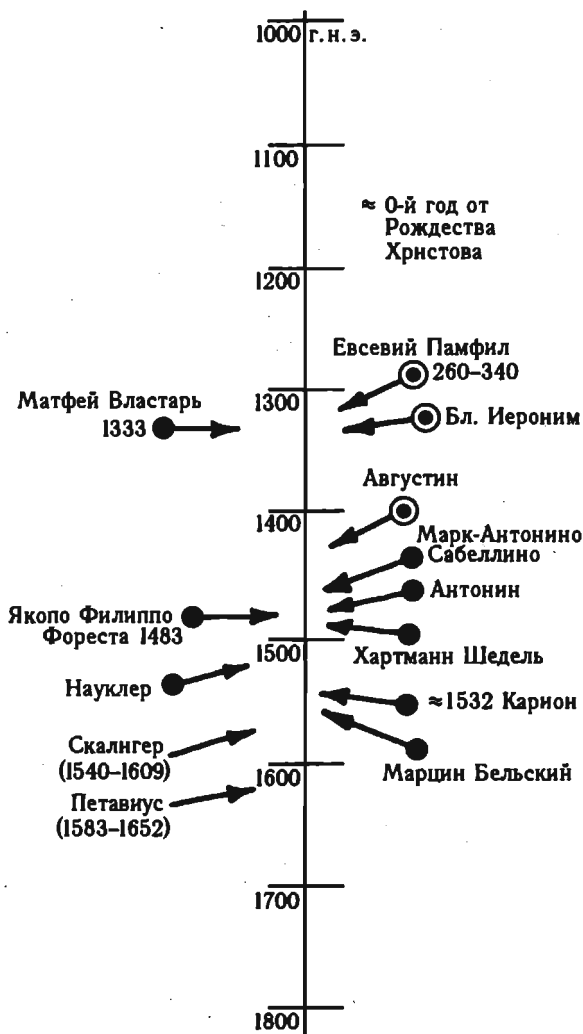 1000 г.н.э.
1100
≈ 0-й год от
Рождества
Христова
1200
Евсевий Памфил
260–340
1300
Матфей Властарь
1333
Бл. Иероним
Августин
1400
Марк-Антонино
Сабеллино
Антонин
Якопо Филиппо
Фореста 1483
1500
Хартманн Шедель
Науклер
≈1532 Карион
Скалигер
(1540–1609)
1600
Марцин Бельский
Петавиус
(1583–1652)
1700
1800